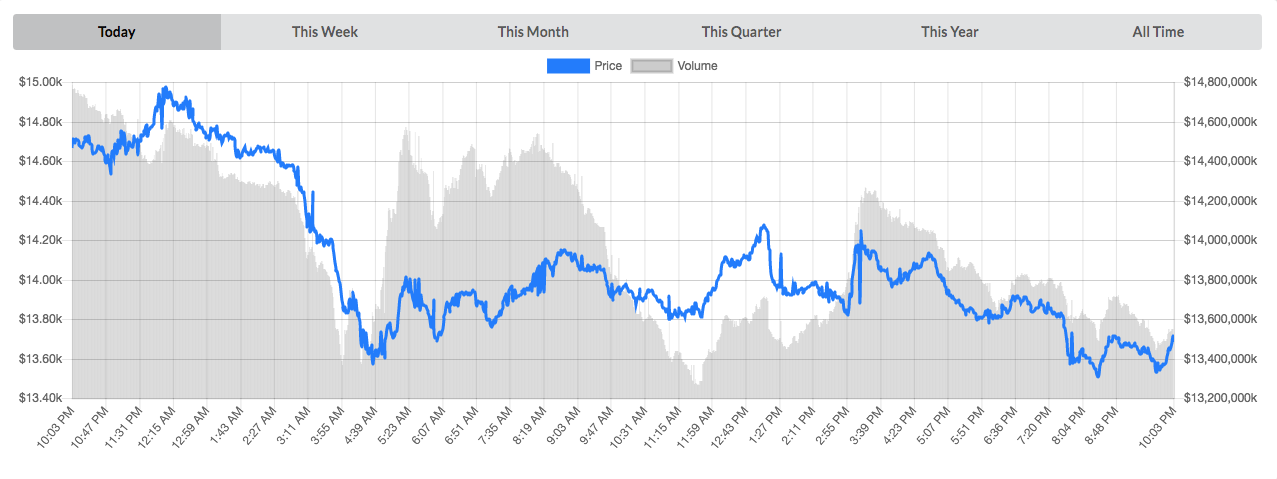 Today This Week This Month This Quarter This Year All Time
Price Volume
$15.00k $14,800,000k
$14.80k $14,600,000k
$14.60k $14,400,000k
$14.40k $14,200,000k
$14.20k $14,000,000k
$14.00k $13,800,000k
$13.80k $13,600,000k
$13.60k $13,400,000k
$13.40k $13,200,000k
10:03 PM 10:47 PM 11:31 PM 12:15 AM 12:59 AM 1:43 AM 2:27 AM 3:11 AM 3:55 AM 4:39 AM 5:23 AM 6:07 AM 6:51 AM 7:35 AM 8:19 AM 9:03 AM 9:47 AM 10:31 AM 11:15 AM 11:59 AM 12:43 PM 1:27 PM 2:11 PM 2:55 PM 3:39 PM 4:23 PM 5:07 PM 5:51 PM 6:36 PM 7:20 PM 8:04 PM 8:48 PM 10:03 PM